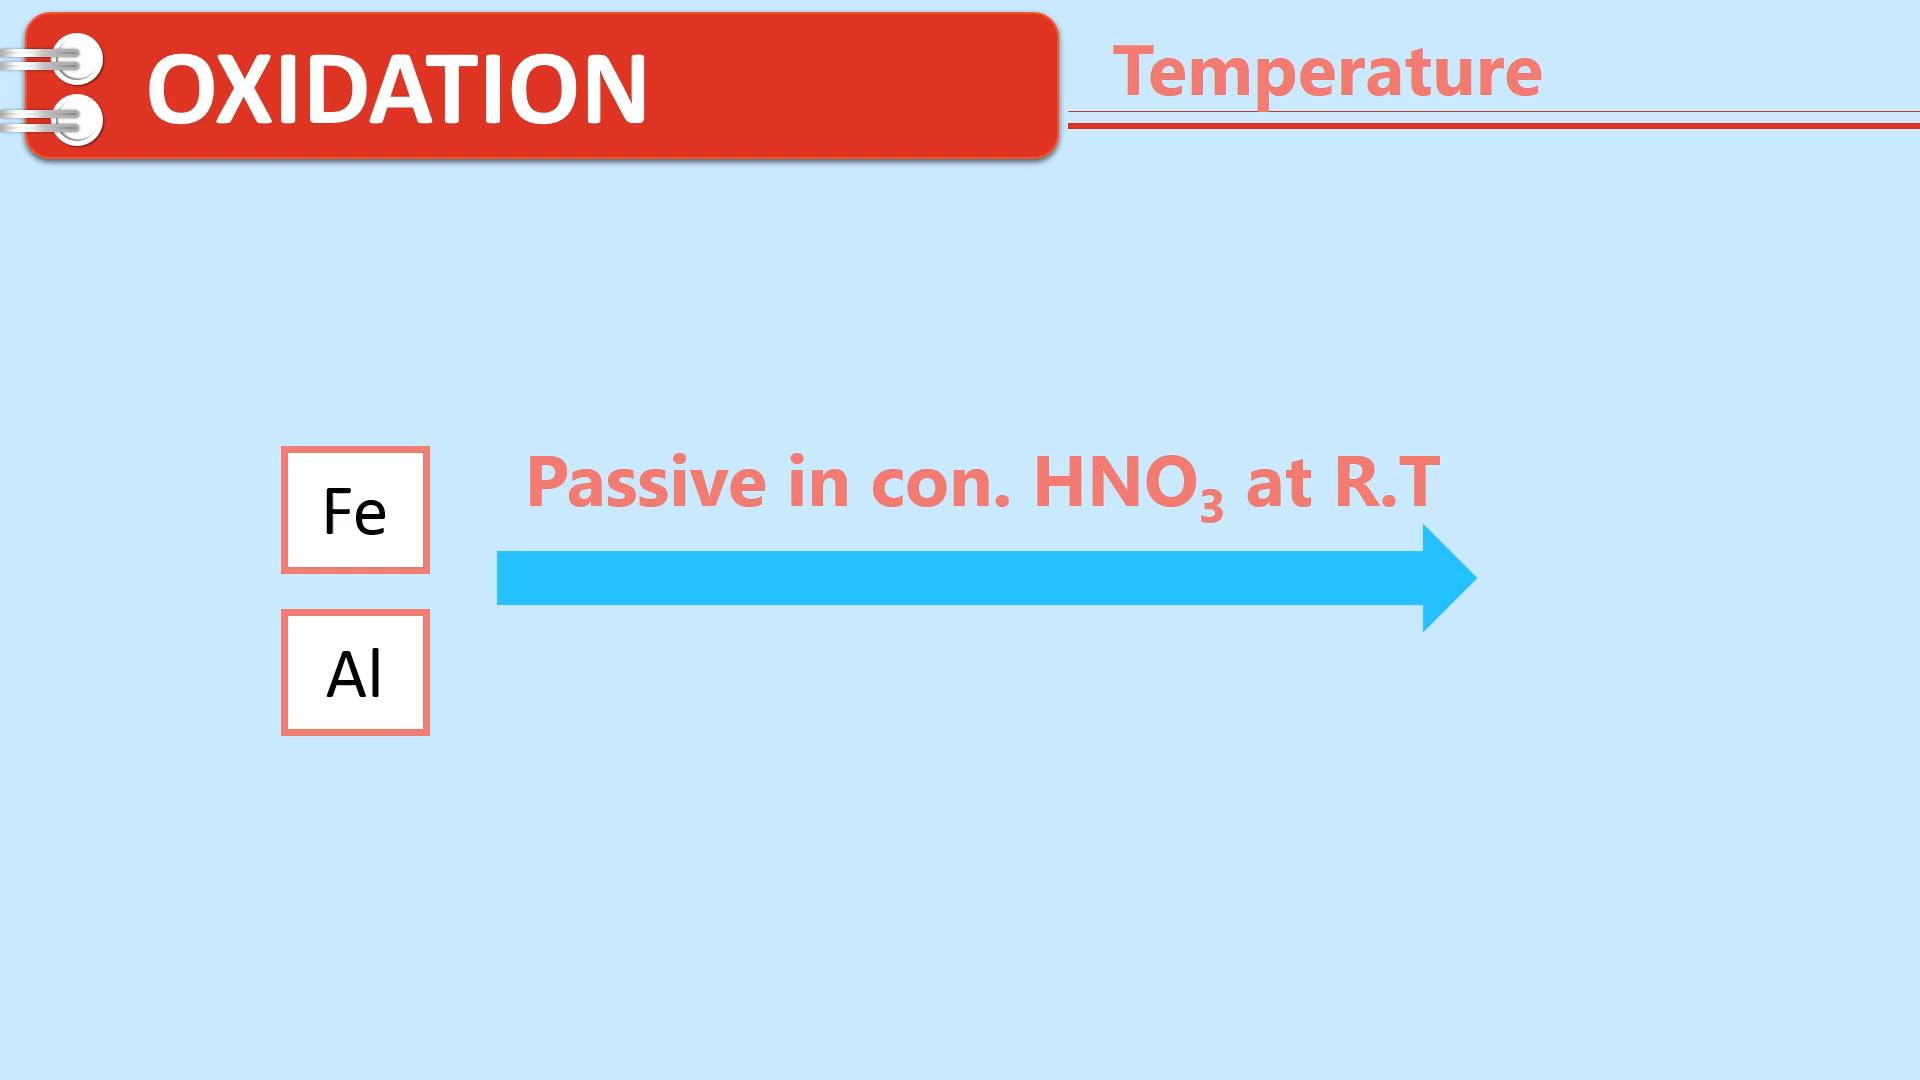 OXIDATION
Temperature
Fe
Passive in con. HNO₃ at R.T
Al